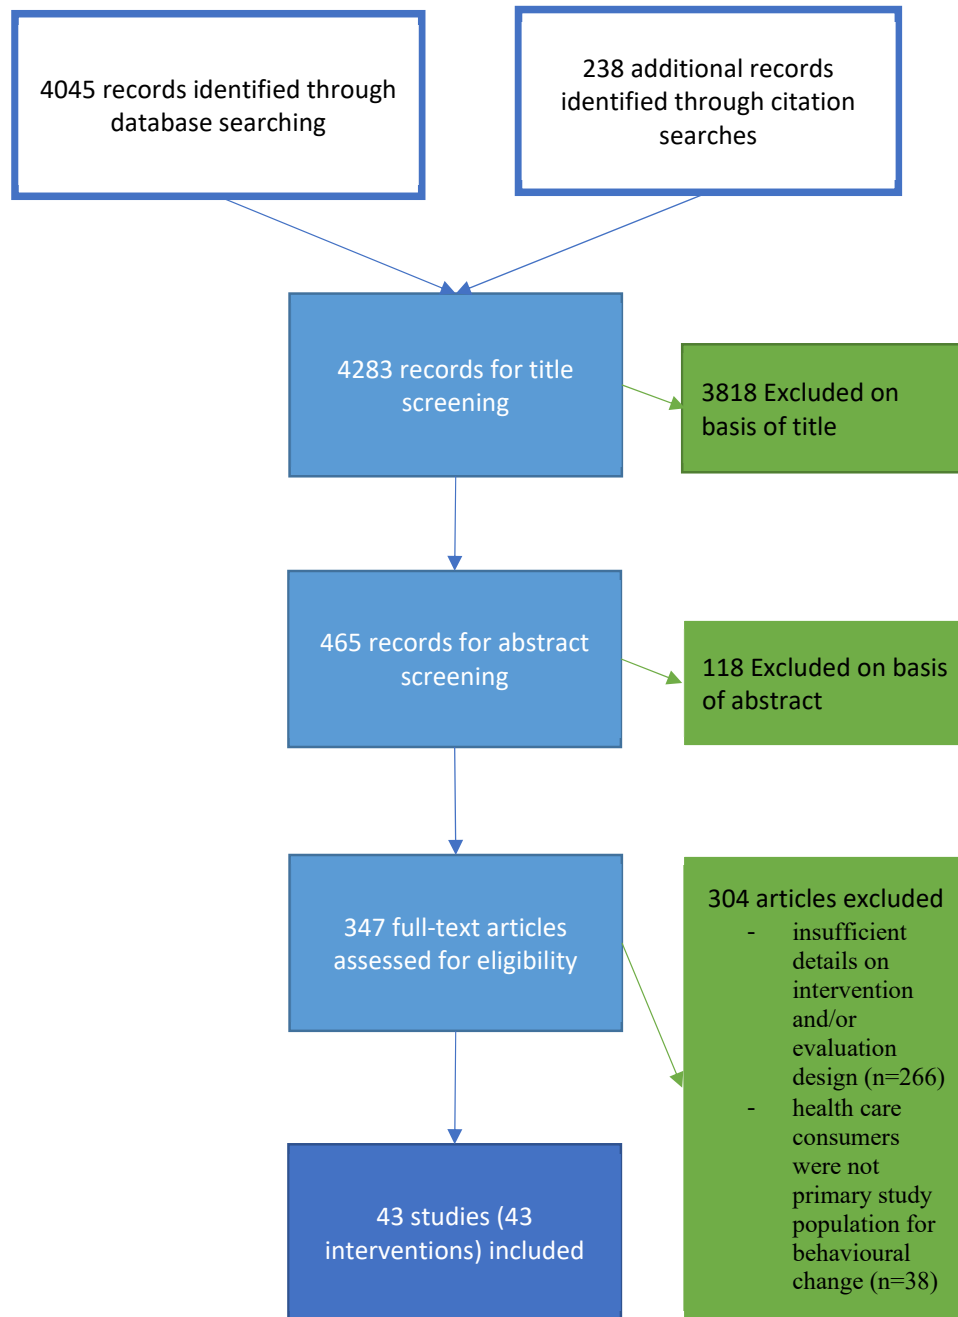 4045 records identified through
database searching
238 additional records
identified through citation
searches
4283 records for title
screening
3818 Excluded on
basis of title
465 records for abstract
screening
118 Excluded on basis
of abstract
347 full-text articles
assessed for eligibility
304 articles excluded
- insufficient
details on
intervention
and/or
evaluation
design (n=266)
- health care
consumers
were not
primary study
population for
behavioural
change (n=38)
43 studies (43
interventions) included